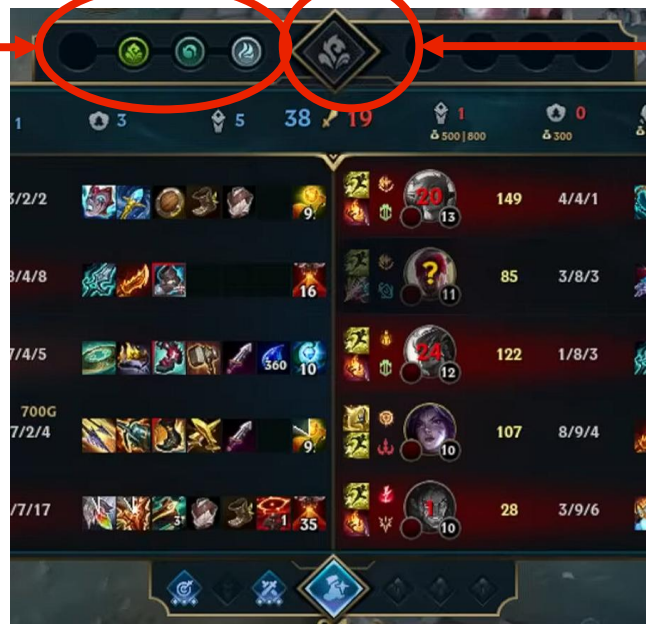 1 3 5 38 19 1 0
500|800 300
3/2/2 9 20 13 149 4/4/1
3/4/8 16 ? 11 85 3/8/3
7/4/5 360 10 24 12 122 1/8/3
700G
7/2/4 9 10 107 8/9/4
/7/17 3 1 35 1 10 28 3/9/6